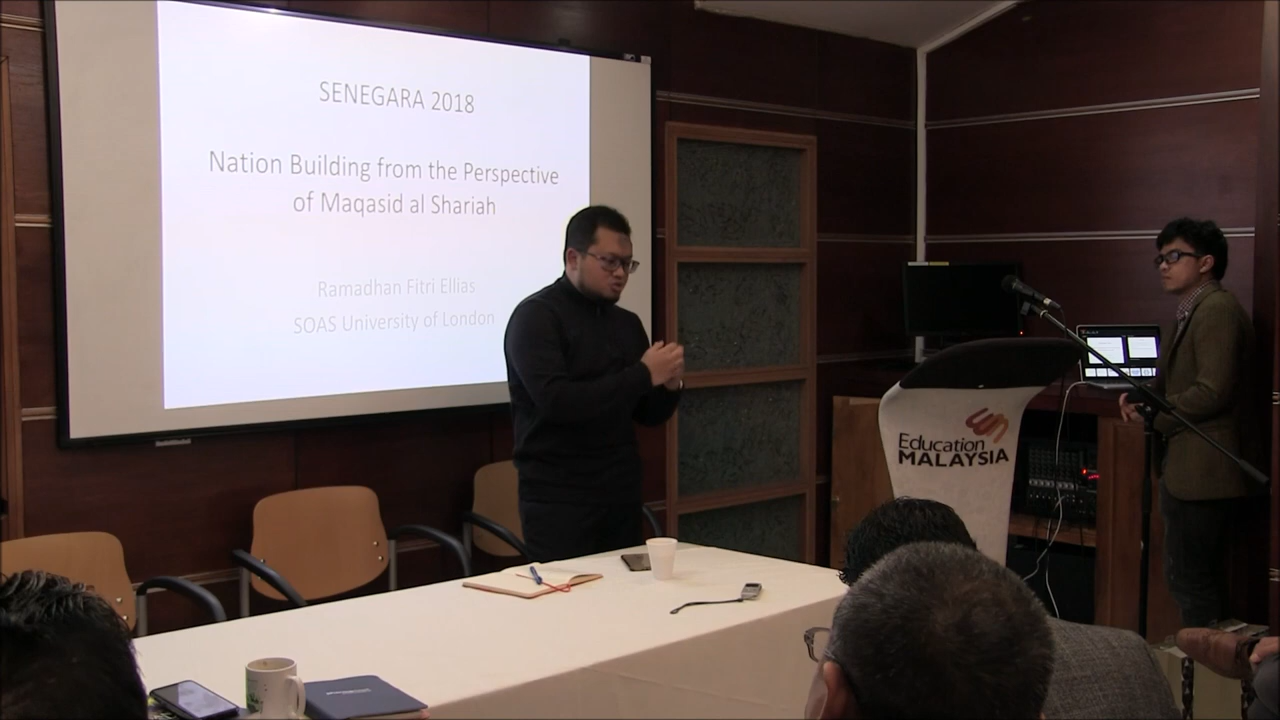 SENEGARA 2018
Nation Building from the Perspective
of Maqasid al Shariah
Ramadhan Fitri Ellias
SOAS University of London
Education
MALAYSIA